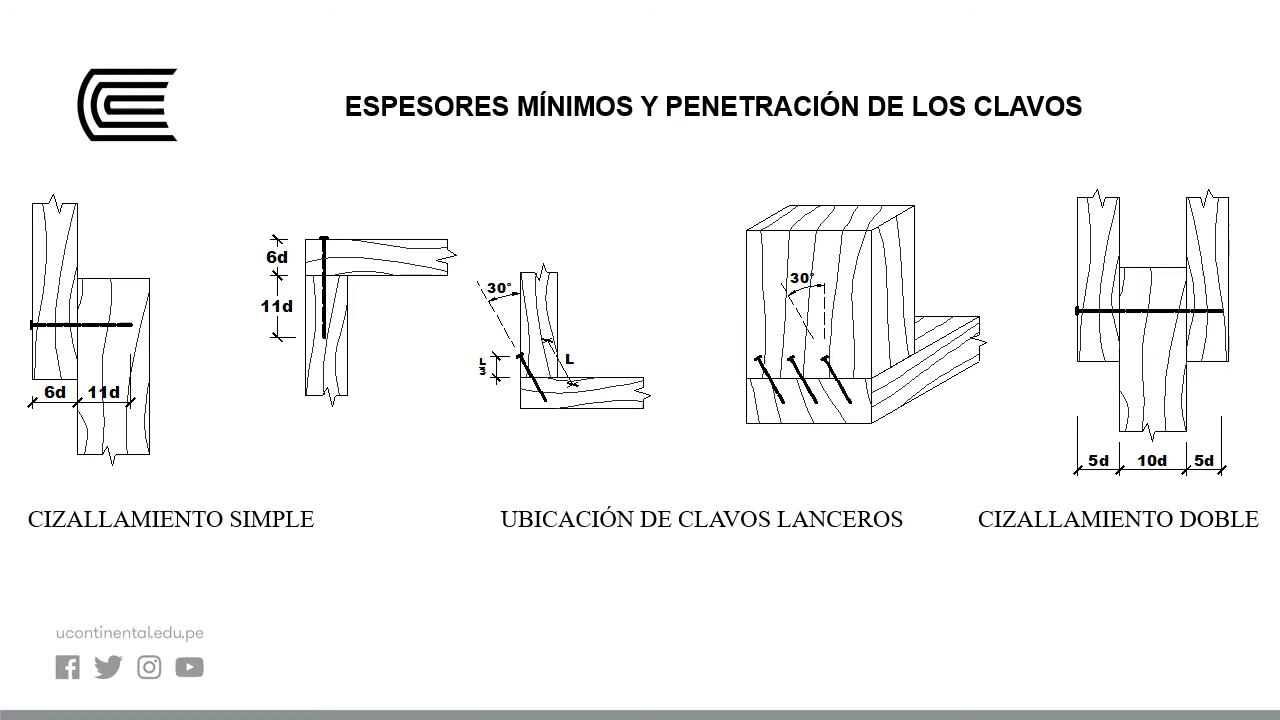 ESPESORES MÍNIMOS Y PENETRACIÓN DE LOS CLAVOS
6d
11d
6d
11d
30°
L
3
L
30°
5d
10d
5d
CIZALLAMIENTO SIMPLE
UBICACIÓN DE CLAVOS LANCEROS
CIZALLAMIENTO DOBLE
ucontinental.edu.pe